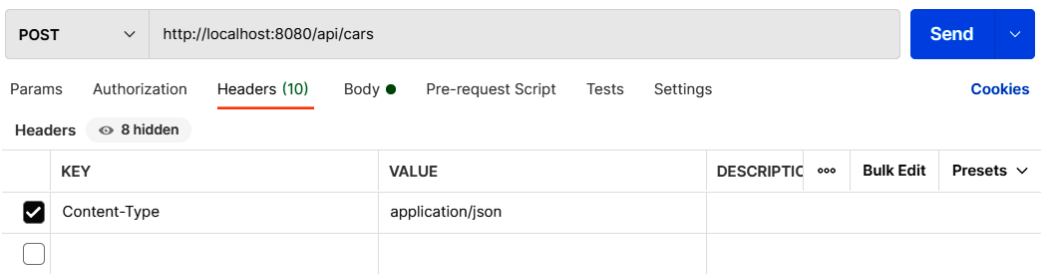 POST http://localhost:8080/api/cars Send
Params Authorization Headers (10) Body Pre-request Script Tests Settings Cookies
Headers 8 hidden
KEY VALUE DESCRIPTIC ooo Bulk Edit Presets
Content-Type application/json